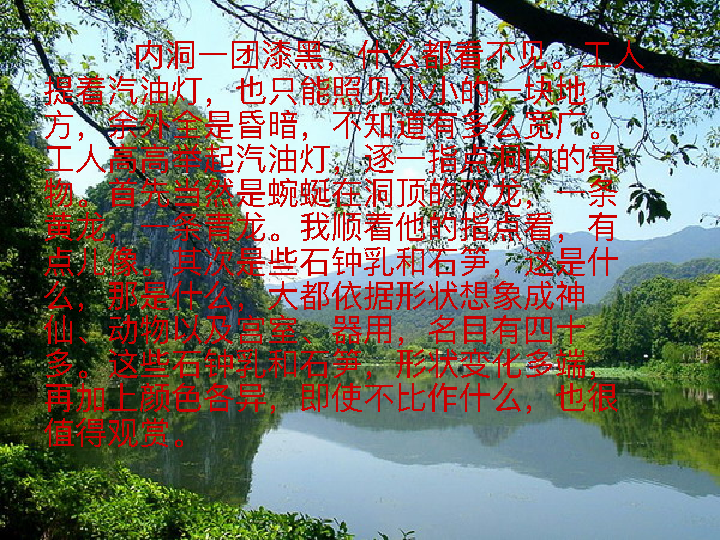 内洞一团漆黑，什么都看不见。工人
提着汽油灯，也只能照见小小的一块地
方，余外全是昏暗，不知道有多么宽广。
工人高高举起汽油灯，逐一指点洞内的景
物。首先当然是蜿蜒在洞顶的双龙，一条
黄龙，一条青龙。我顺着他的指点看，有
点儿像。其次是些石钟乳和石笋，这是什
么，那是什么，大都依据形状想象成神
仙、动物以及宫室、器用，名目有四十
多。这些石钟乳和石笋，形状变化多端，
再加上颜色各异，即使不比作什么，也很
值得观赏。